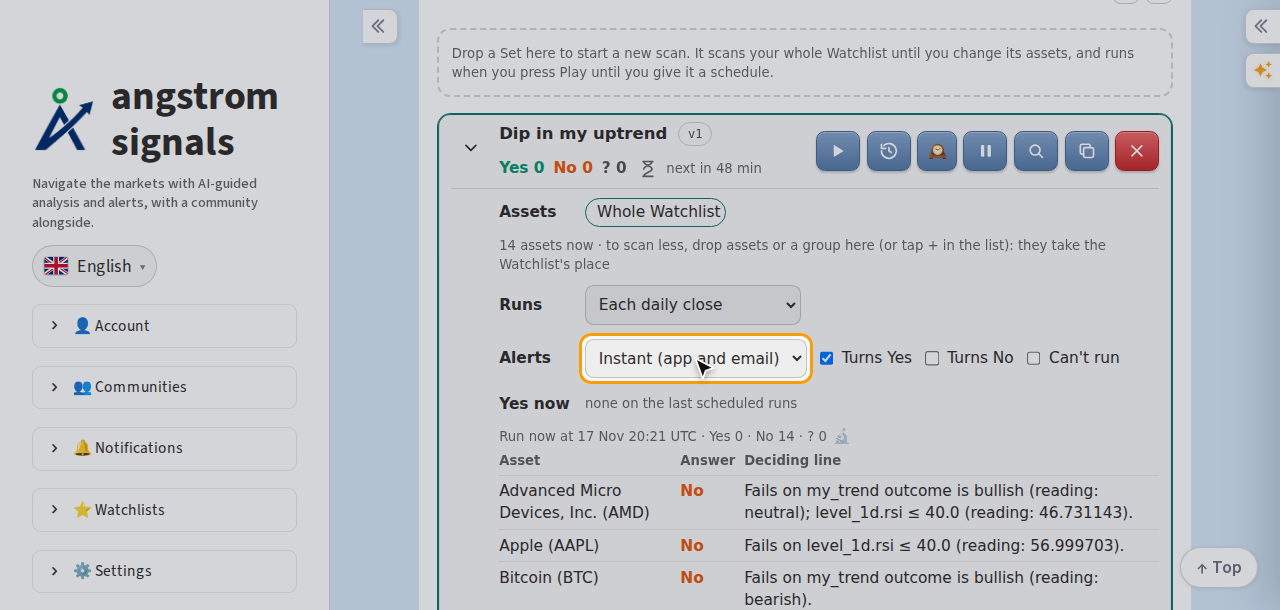 angstrom
signals
Navigate the markets with AI-guided
analysis and alerts, with a community
alongside.
English
Account
Communities
Notifications
Watchlists
Settings
Drop a Set here to start a new scan. It scans your whole Watchlist until you change its assets, and runs
when you press Play until you give it a schedule.
Dip in my uptrend v1
Yes 0 No 0 ? 0 next in 48 min
Assets Whole Watchlist
14 assets now · to scan less, drop assets or a group here (or tap + in the list): they take the
Watchlist's place
Runs Each daily close
Alerts Instant (app and email) Turns Yes Turns No Can't run
Yes now none on the last scheduled runs
Run now at 17 Nov 20:21 UTC · Yes 0 · No 14 · ? 0
Asset Answer Deciding line
Advanced Micro Devices, Inc. (AMD) No Fails on my_trend outcome is bullish (reading:
neutral); level_1d.rsi ≤ 40.0 (reading: 46.731143).
Apple (AAPL) No Fails on level_1d.rsi ≤ 40.0 (reading: 56.999703).
Bitcoin (BTC) No Fails on my_trend outcome is bullish (reading:
bearish).
↑ Top